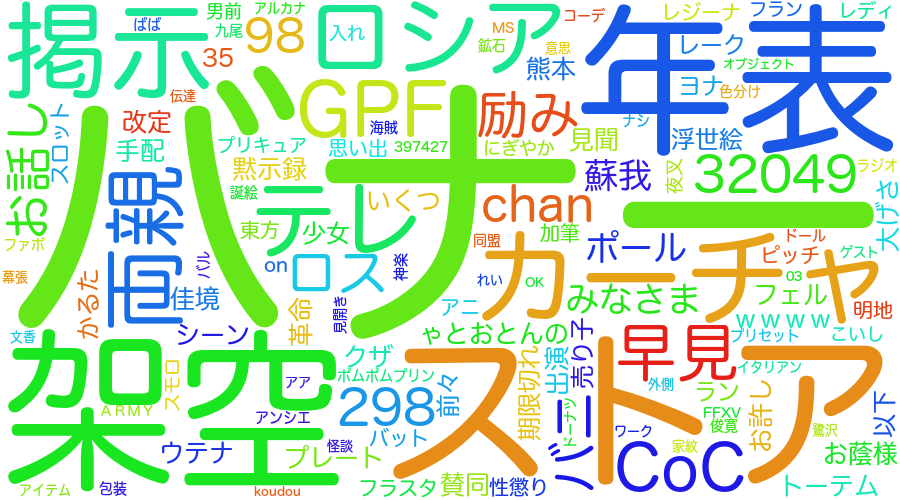 掲示
ばば
男前
アルカナ
九尾
98
35
伝達
入れ
ロシア
MS
鉱石
コーデ
意思
熊本
年表
レジーナ
フラン
レディ
レーク
オブジェクト
ヨナ
色分け
ナシ
浮世絵
お話し
スロット
改定
手配
プリキュア
黙示録
誕絵
GPF
海賊
思い出
397427
励み
にぎやか
見聞
蘇我
夜叉
32049
ラジオ
大げさ
バナー
両親
ファボ
幕張
かるた
佳境
バル
東方
少女
テレ
いくつ
chan
同盟
加筆
ポール
ドール
ピッチ
ゲスト
on
ロス
神楽
れい
OK
カーー
チャ
03
フェル
明地
革命
見開き
アニ
みなさま
文香
シーン
ゃとおとんの
wwww
プリセット
こいし
架空
スモロ
アア
クザ
ポムポムプリン
前々
ストア
期限切れ
出演
売り子
早見
イタリアン
外側
ARMY
アンシエ
298
ドーナッツ
ラン
FFXV
俊寛
お許し
鷺沢
以下
ウテナ
怪談
バット
バニー
ワーク
CoC
家紋
お蔭様
プレート
アイテム
包装
koudou
フラスタ
賛同
性懲り
トーテム